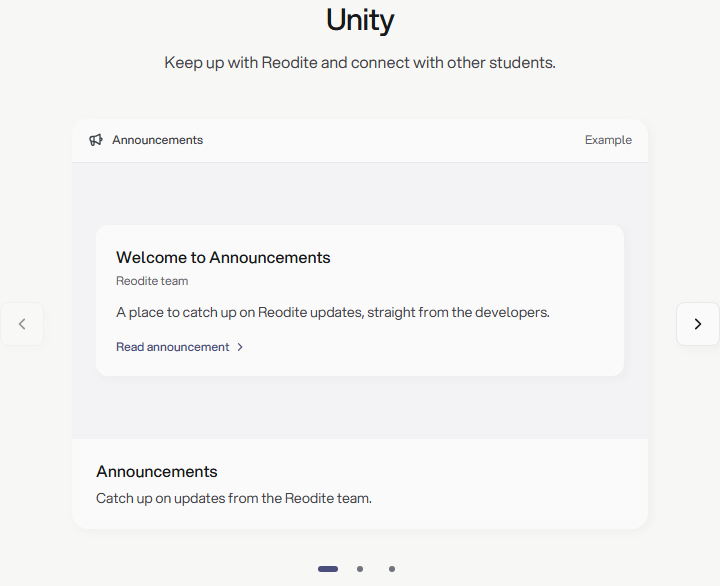 Unity
Keep up with Reodite and connect with other students.
Announcements
Example
Welcome to Announcements
Reodite team
A place to catch up on Reodite updates, straight from the developers.
Read announcement
Announcements
Catch up on updates from the Reodite team.